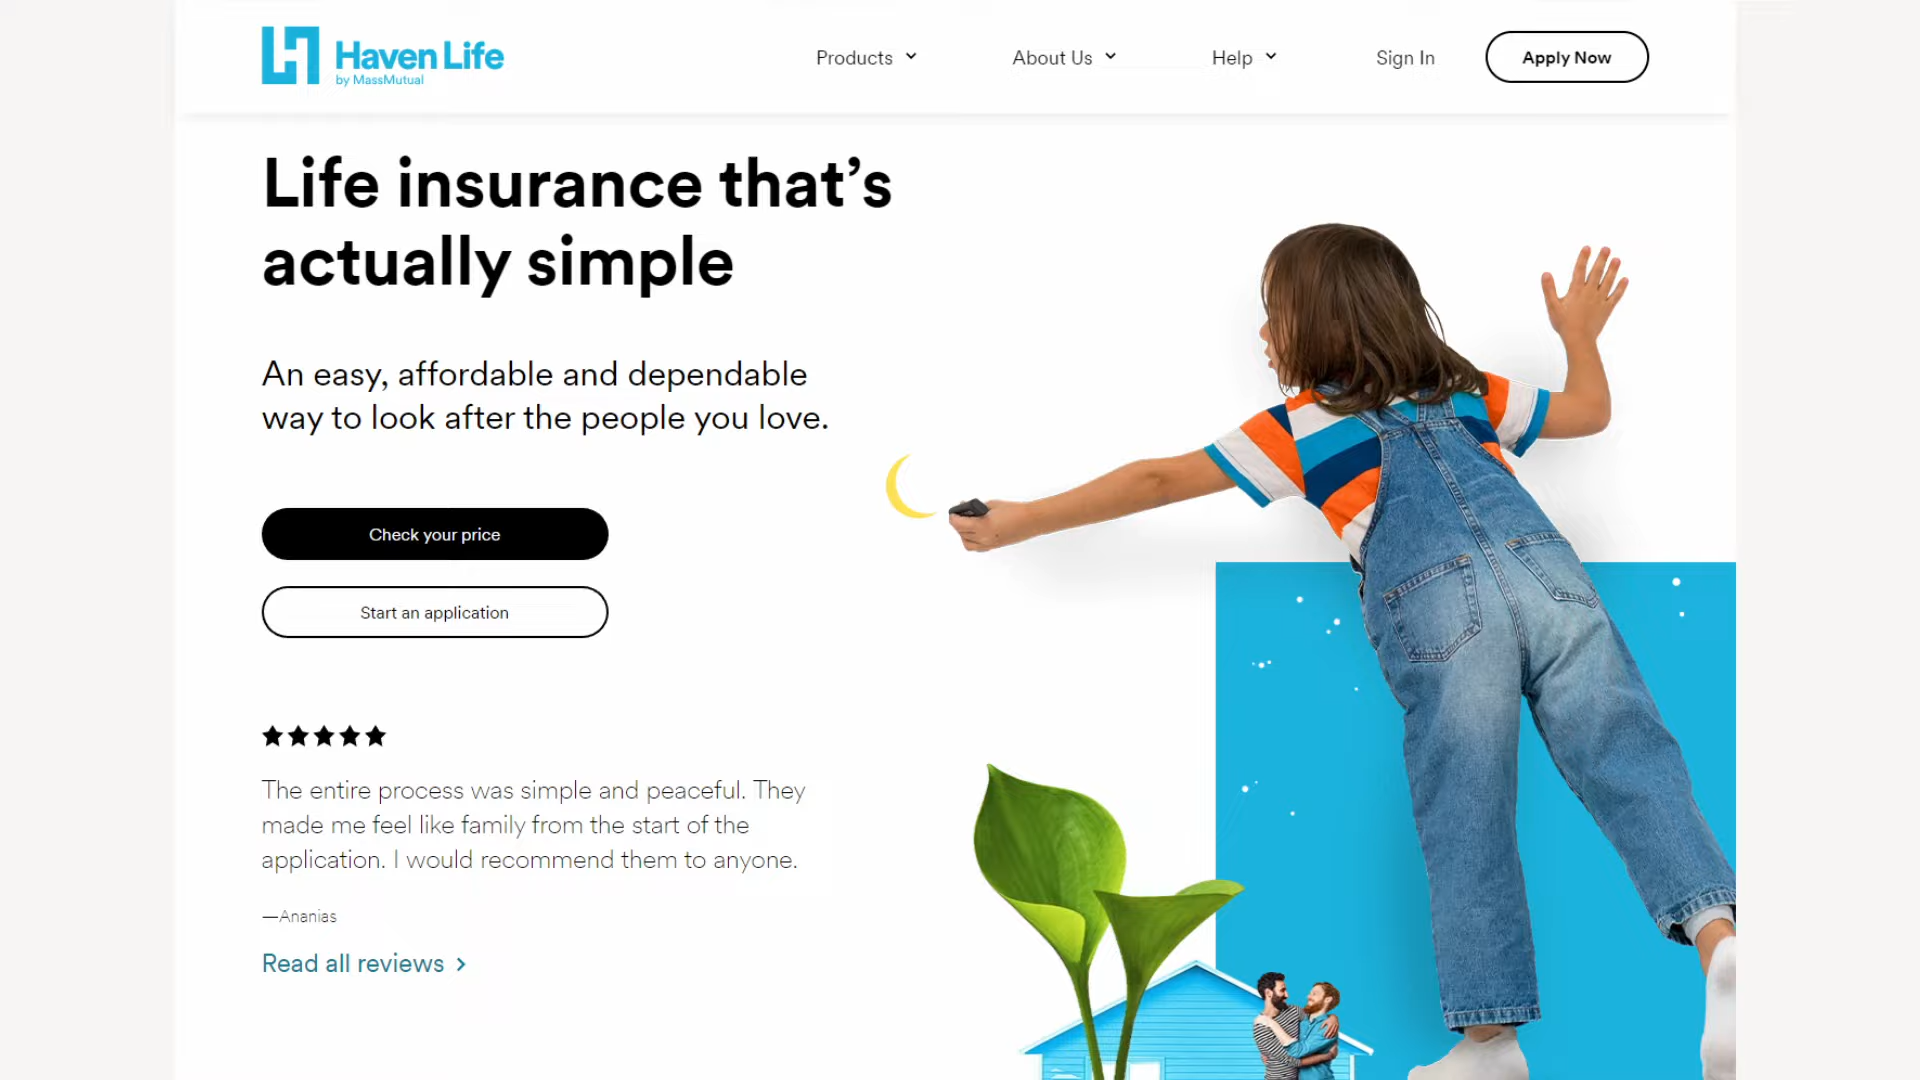 Haven Life
by MassMutual
Products
About Us
Help
Sign In
Apply Now
Life insurance that’s
actually simple
An easy, affordable and dependable
way to look after the people you love.
Check your price
Start an application
The entire process was simple and peaceful. They
made me feel like family from the start of the
application. I would recommend them to anyone.
—Ananias
Read all reviews